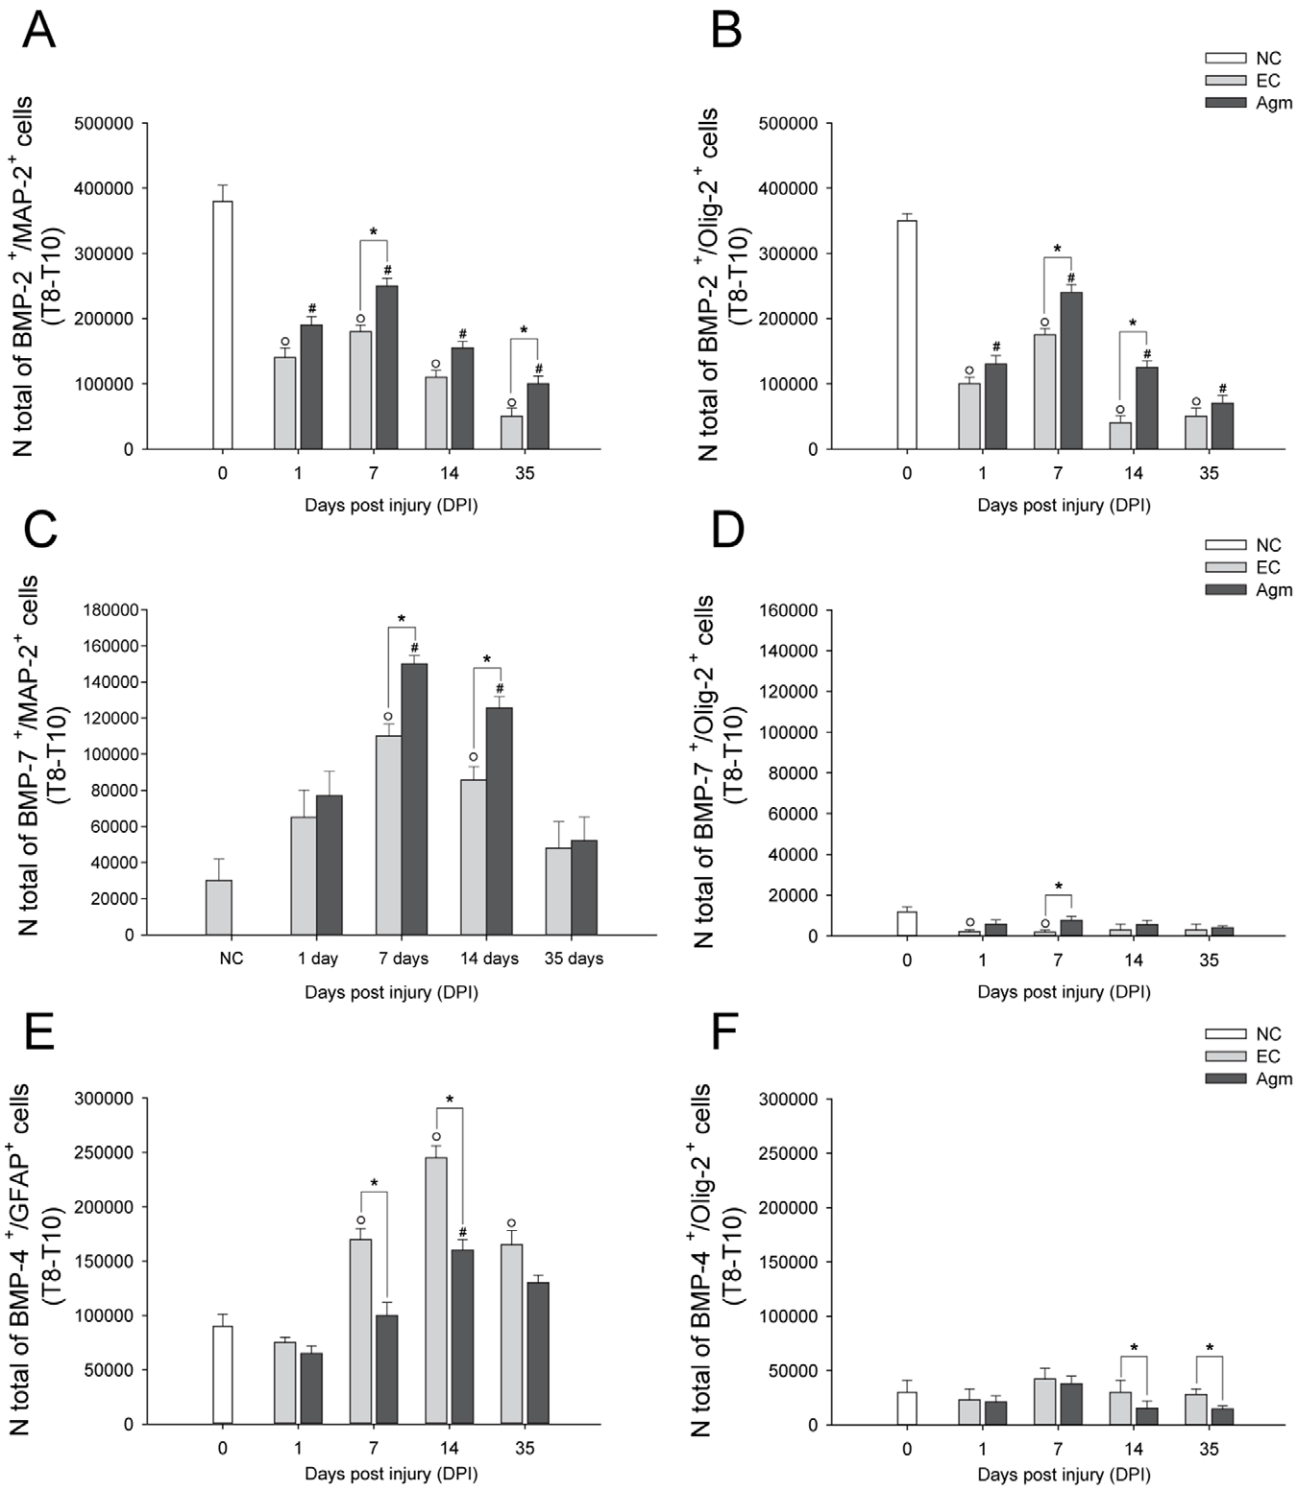 A
N total of BMP-2 +/MAP-2+ cells
(T8-T10)
500000
400000
300000
200000
100000
0
o
#
o
*
#
o
#
o
*
#
0 1 7 14 35
Days post injury (DPI)
B
NC
EC
Agm
N total of BMP-2 +/Olig-2+ cells
(T8-T10)
500000
400000
300000
200000
100000
0
o
#
o
*
#
o
*
#
o
#
0 1 7 14 35
Days post injury (DPI)
C
N total of BMP-7 +/MAP-2+ cells
(T8-T10)
180000
160000
140000
120000
100000
80000
60000
40000
20000
0
o
*
#
o
*
#
NC 1 day 7 days 14 days 35 days
Days post injury (DPI)
D
NC
EC
Agm
N total of BMP-7 +/Olig-2+ cells
(T8-T10)
160000
140000
120000
100000
80000
60000
40000
20000
0
o
o
*
0 1 7 14 35
Days post injury (DPI)
E
N total of BMP-4 +/GFAP+ cells
(T8-T10)
300000
250000
200000
150000
100000
50000
0
o
*
o
*
#
o
0 1 7 14 35
Days post injury (DPI)
F
NC
EC
Agm
N total of BMP-4 +/Olig-2+ cells
(T8-T10)
300000
250000
200000
150000
100000
50000
0
*
*
0 1 7 14 35
Days post injury (DPI)